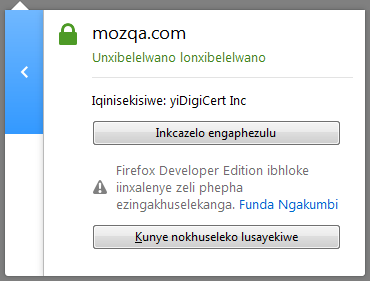 mozqa.com
Unxibelelwano lonxibelelwano
Iqinisekisiwe: yiDigiCert Inc
Inkcazelo engaphezulu
Firefox Developer Edition ibhloke
iinxalenye zeli phepha
ezingakhuselekanga. Funda Ngakumbi
Kunye nokhuseleko lusayekiwe